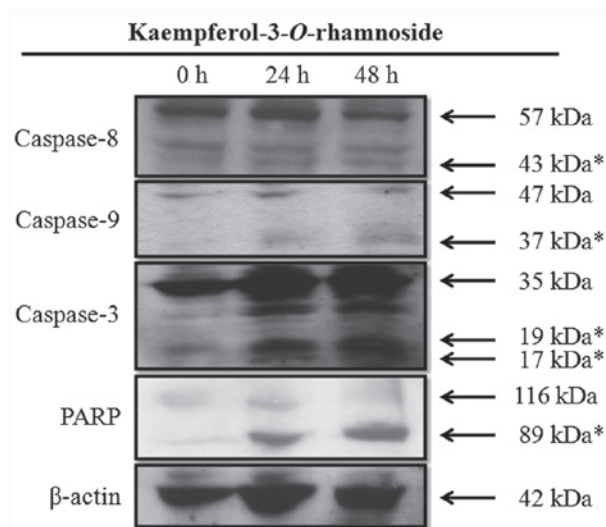 Kaempferol-3-O-rhamnoside
0 h 24 h 48 h
Caspase-8
57 kDa
43 kDa*
Caspase-9
47 kDa
37 kDa*
Caspase-3
35 kDa
19 kDa*
17 kDa*
PARP
116 kDa
89 kDa*
β-actin
42 kDa